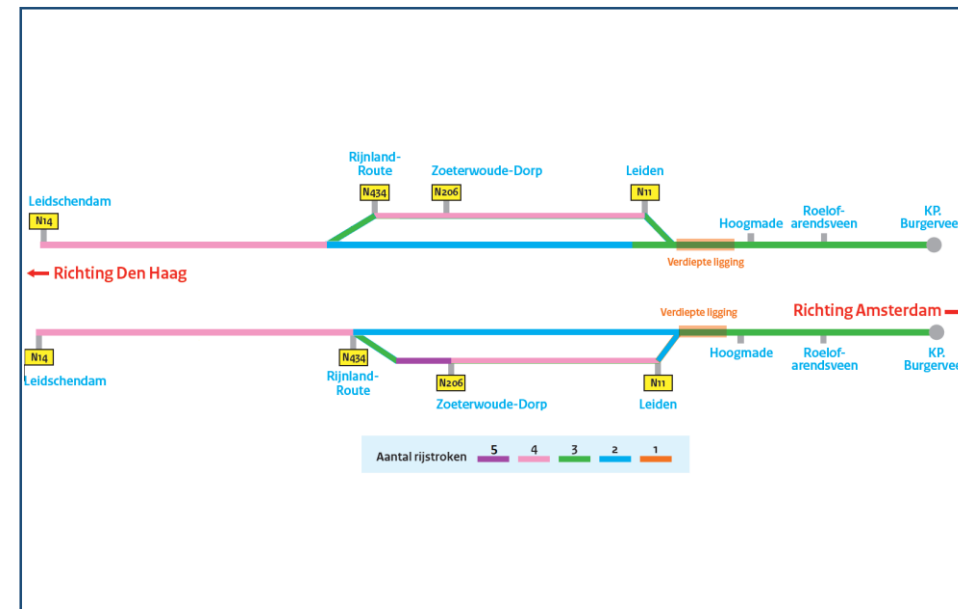 Rijnland-
Route
Zoeterwoude-Dorp
Leiden
N434
N206
N11
Leidschendam
N14
Hoogmade
Roelof-
arendsveen
KP.
Burgervee
Verdiepte ligging
Richting Den Haag
Verdiepte ligging
Richting Amsterdam
N14
Leidschendam
N434
Rijnland-
Route
N206
Zoeterwoude-Dorp
N11
Leiden
Hoogmade
Roelof-
arendsveen
KP.
Burgervee
Aantal rijstroken
5
4
3
2
1